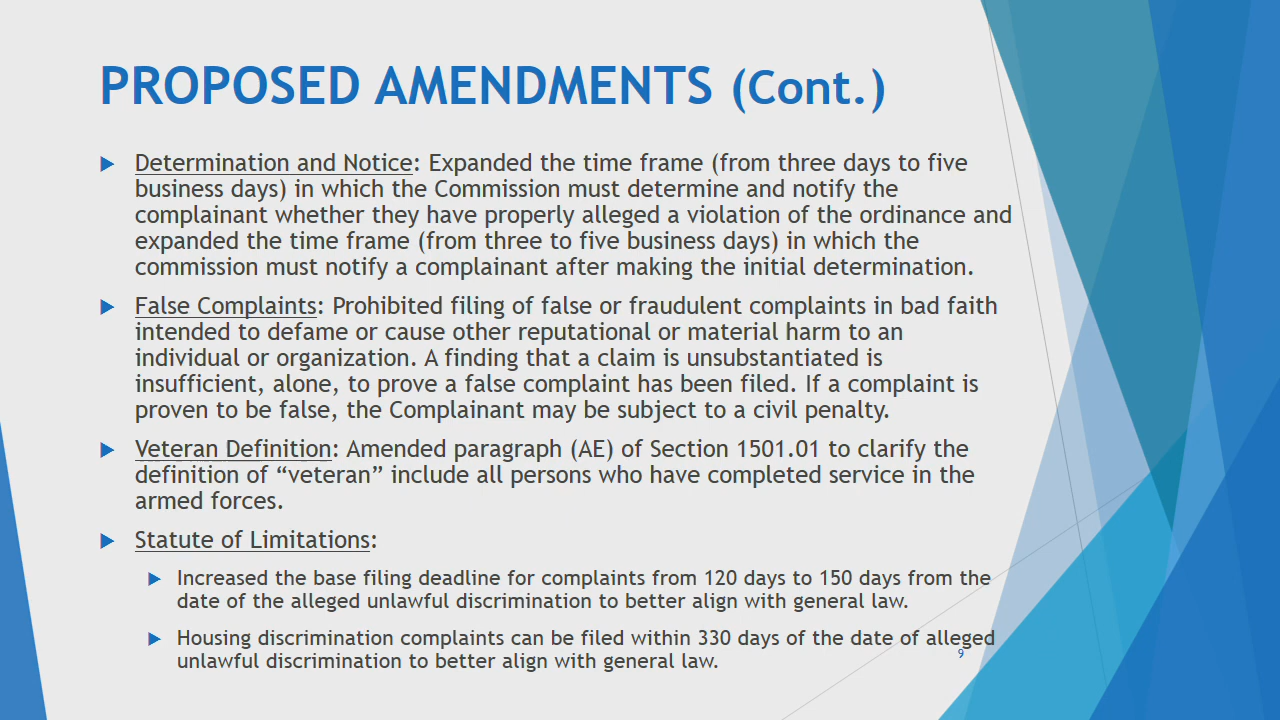 PROPOSED AMENDMENTS (Cont.)
Determination and Notice: Expanded the time frame (from three days to five
business days) in which the Commission must determine and notify the
complainant whether they have properly alleged a violation of the ordinance and
expanded the time frame (from three to five business days) in which the
commission must notify a complainant after making the initial determination.
False Complaints: Prohibited filing of false or fraudulent complaints in bad faith
intended to defame or cause other reputational or material harm to an
individual or organization. A finding that a claim is unsubstantiated is
insufficient, alone, to prove a false complaint has been filed. If a complaint is
proven to be false, the Complainant may be subject to a civil penalty.
Veteran Definition: Amended paragraph (AE) of Section 1501.01 to clarify the
definition of “veteran” include all persons who have completed service in the
armed forces.
Statute of Limitations:
Increased the base filing deadline for complaints from 120 days to 150 days from the
date of the alleged unlawful discrimination to better align with general law.
Housing discrimination complaints can be filed within 330 days of the date of alleged
unlawful discrimination to better align with general law.
9